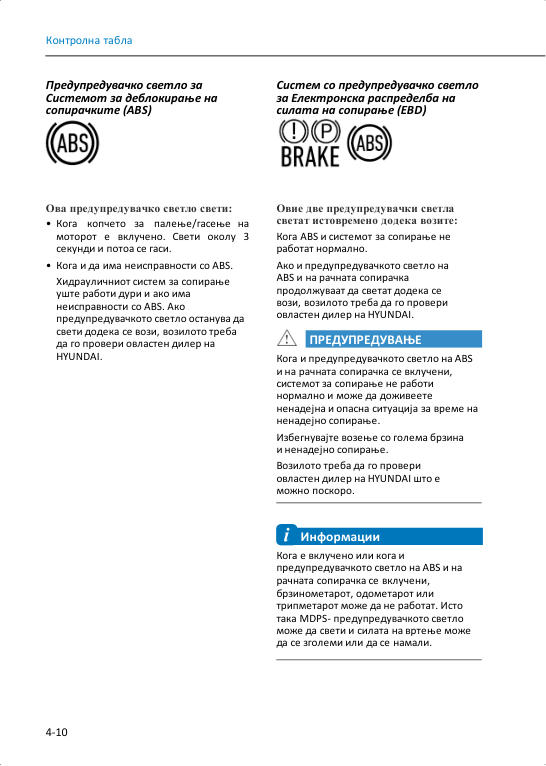 Контролна табла
Предупредувачко светло за
Системот за деблокирање на
сопирачките (ABS)
ABS
Ова предупредувачко светло свети:
• Кога копчето за палење/гасење на
моторот е вклучено. Свети околу 3
секунди и потоа се гаси.
• Кога и да има неисправности со ABS.
Хидрауличниот систем за сопирање
уште работи дури и ако има
неисправности со ABS. Ако
предупредувачкото светло останува да
свети додека се вози, возилото треба
да го провери овластен дилер на
HYUNDAI.
Систем со предупредувачко светло
за Електронска распределба на
силата на сопирање (EBD)
! P
BRAKE ABS
Овие две предупредувачки светла
светат истовремено додека возите:
Кога ABS и системот за сопирање не
работат нормално.
Ако и предупредувачкото светло на
ABS и на рачната сопирачка
продолжуваат да светат додека се
вози, возилото треба да го провери
овластен дилер на HYUNDAI.
ПРЕДУПРЕДУВАЊЕ
Кога и предупредувачкото светло на ABS
и на рачната сопирачка се вклучени,
системот за сопирање не работи
нормално и може да доживеете
ненадејна и опасна ситуација за време на
ненадејно сопирање.
Избегнувајте возење со голема брзина
и ненадејно сопирање.
Возилото треба да го провери
овластен дилер на HYUNDAI што е
можно поскоро.
i Информации
Кога е вклучено или кога и
предупредувачкото светло на ABS и на
рачната сопирачка се вклучени,
брзинометарот, одометарот или
трипметарот може да не работат. Исто
така MDPS- предупредувачкото светло
може да свети и силата на вртење може
да се зголеми или да се намали.
4-10